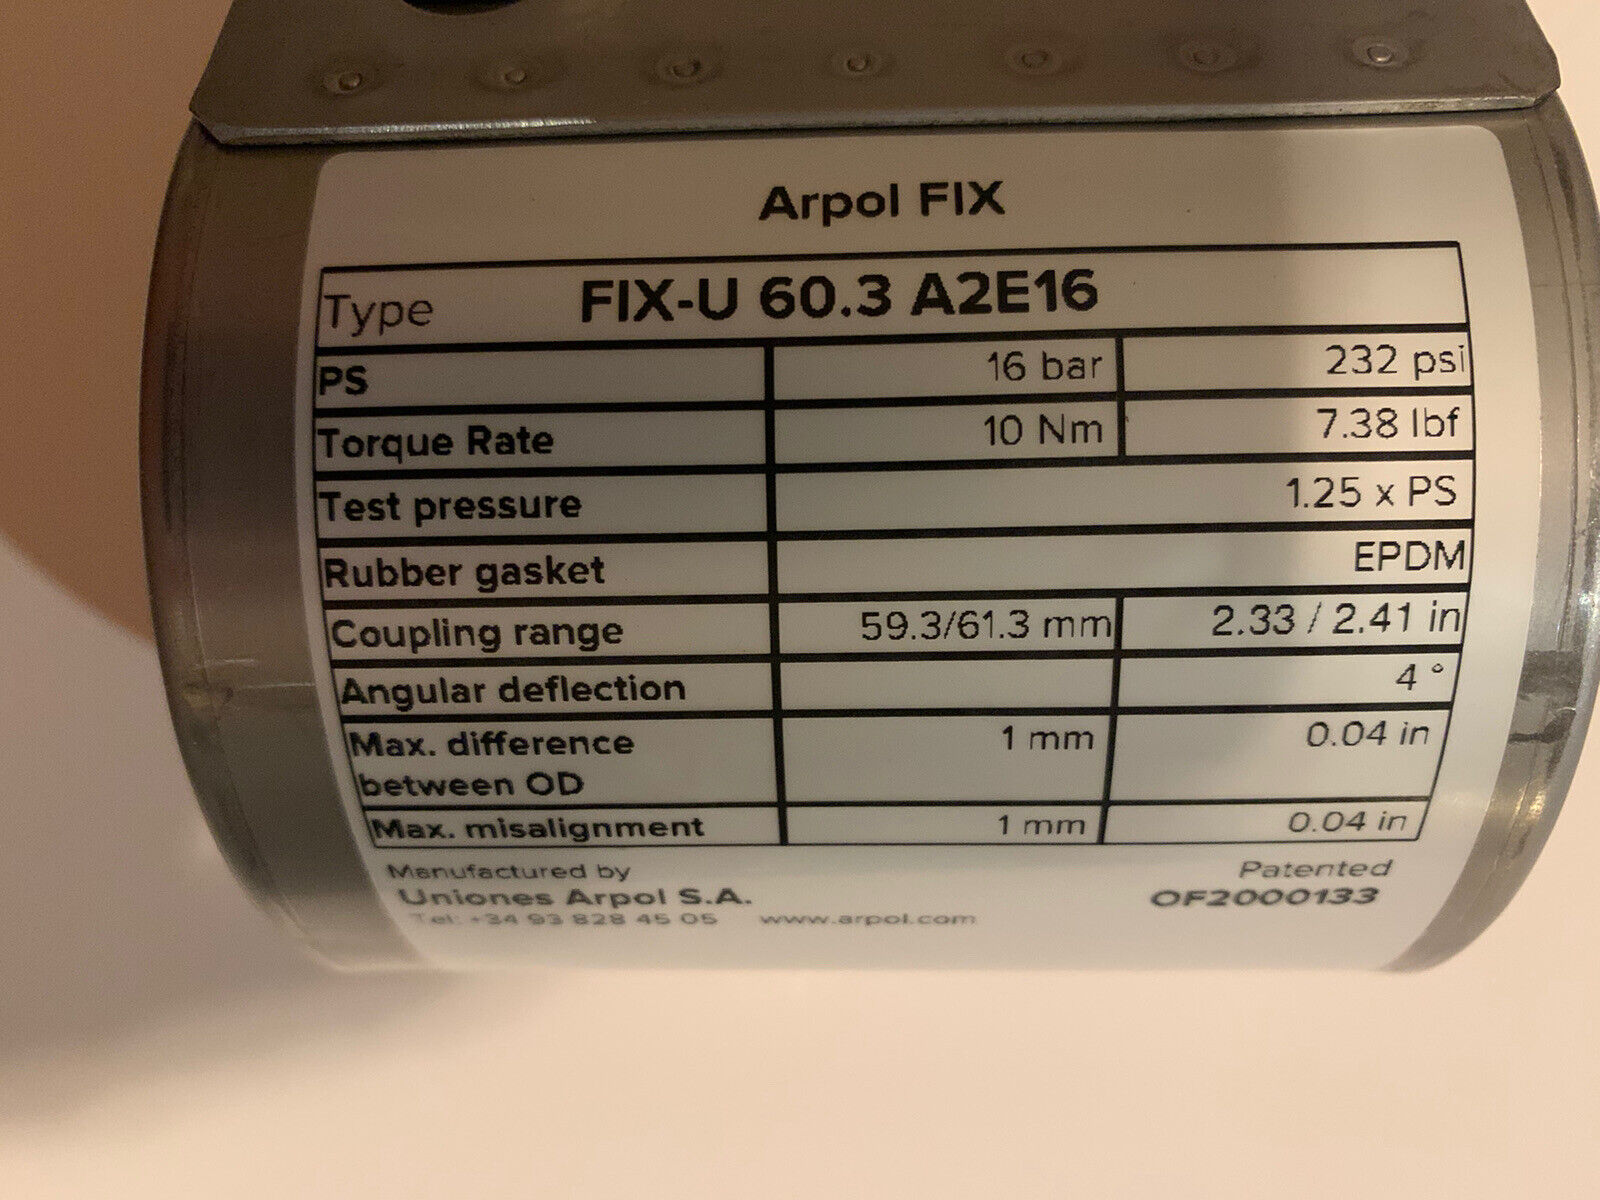 Arpol FIX
Type FIX-U 60.3 A2E16
PS 16 bar 232 psi
Torque Rate 10 Nm 7.38 lbf
Test pressure 1.25 x PS
Rubber gasket EPDM
Coupling range 59.3/61.3 mm 2.33 / 2.41 in
Angular deflection 4 °
Max. difference 1 mm 0.04 in
between OD
Max. misalignment 1 mm 0.04 in
Manufactured by Patented
Uniones Arpol S.A. OF2000133
Tel: +34 93 828 45 05 www.arpol.com